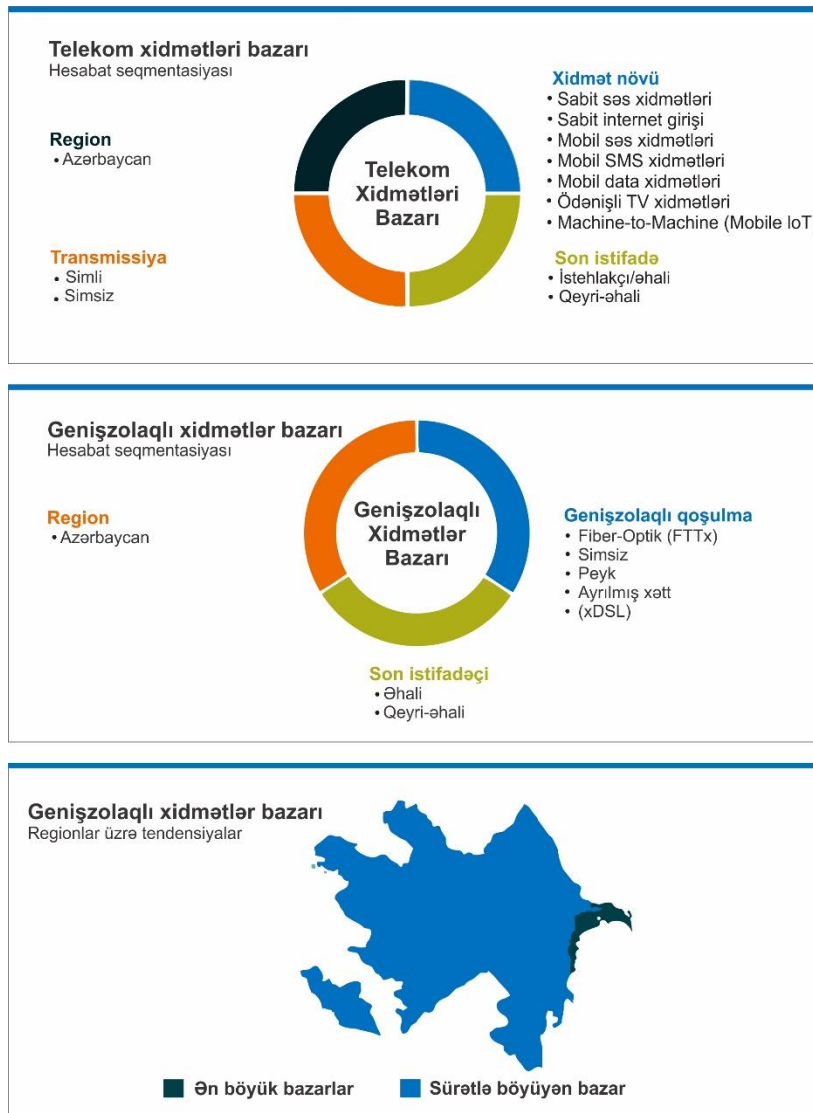 Telekom xidmətləri bazarı
Hesabat seqmentasiyası
Region
• Azərbaycan
Transmissiya
• Simli
• Simsiz
Telekom
Xidmətləri
Bazarı
Xidmət növü
• Sabit səs xidmətləri
• Sabit internet girişi
• Mobil səs xidmətləri
• Mobil SMS xidmətləri
• Mobil data xidmətləri
• Ödənişli TV xidmətləri
• Machine-to-Machine (Mobile IoT
Son istifadə
• İstehlakçı/əhali
• Qeyri-əhali
Genişzolaqlı xidmətlər bazarı
Hesabat seqmentasiyası
Region
• Azərbaycan
Genişzolaqlı
Xidmətlər
Bazarı
Genişzolaqlı qoşulma
• Fiber-Optik (FTTx)
• Simsiz
• Peyk
• Ayrılmış xətt
• (xDSL)
Son istifadəçi
• Əhali
• Qeyri-əhali
Genişzolaqlı xidmətlər bazarı
Regionlar üzrə tendensiyalar
Ən böyük bazarlar
Sürətlə böyüyən bazar